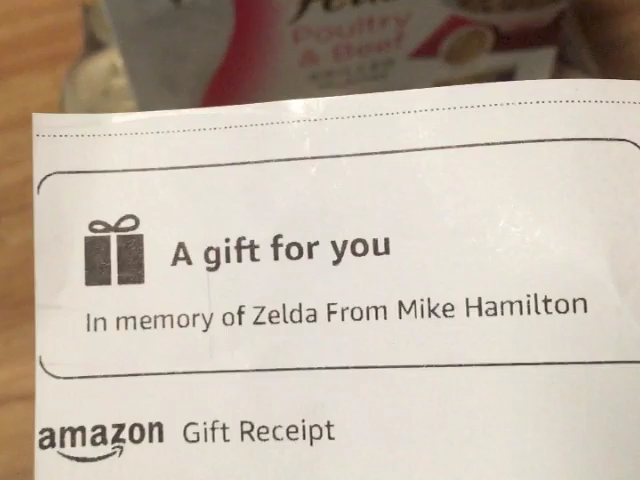 Poultry
& Beef
A gift for you
In memory of Zelda From Mike Hamilton
amazon Gift Receipt